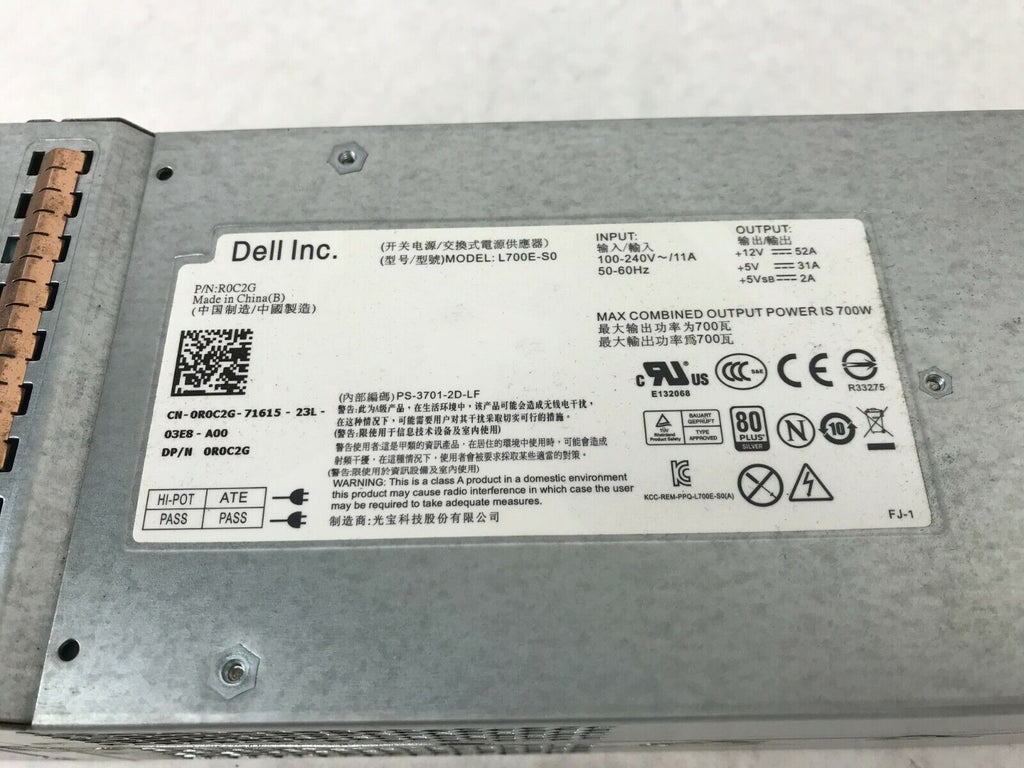 Dell Inc.
(开关电源/交換式電源供應器)
(型号/型號)MODEL: L700E-S0
INPUT:
输入/輸入
100-240V~/11A
50-60Hz
OUTPUT:
输出/輸出
+12V 52A
+5V 31A
+5VSB 2A
P/N:R0C2G
Made in China(B)
(中国制造/中國製造)
MAX COMBINED OUTPUT POWER IS 700W
最大输出功率为700瓦
最大輸出功率爲700瓦
CN-0R0C2G-71615-23L-
03E8-A00
DP/N 0R0C2G
HI-POT ATE
PASS PASS
(內部編碼) PS-3701-2D-LF
警告:此为A级产品，在生活环境中，该产品可能会造成无线电干扰，
在这种情况下，可能需要用户对其干扰采取切实可行的措施．
(警告:限使用于信息技术设备及室内使用)
警告使用者:這是甲類的資訊產品，在居住的環境中使用時，可能會造成
射頻干擾，在這種情況下，使用者會被要求採取某些適當的對策．
(警告:限使用於資訊設備及室內使用)
WARNING: This is a class A product in a domestic environment
this product may cause radio interference in which case the user
may be required to take adequate measures.
制造商:光宝科技股份有限公司
c RU US
E132068
CCC S&E
CE
R33275
TÜV
Rheinland
Product Safety
BAUART
GEPRÜFT
TYPE
APPROVED
80
PLUS
SILVER
N
10
KCC-REM-PPQ-L700E-S0(A)
FJ-1